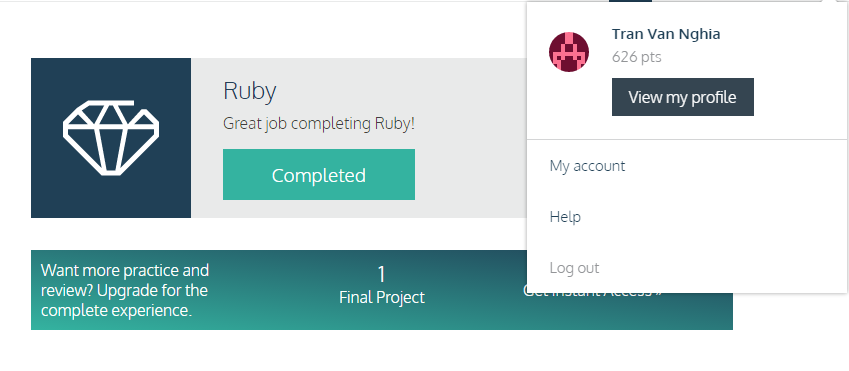 Tran Van Nghia
626 pts
View my profile
My account
Help
Log out
Ruby
Great job completing Ruby!
Completed
Want more practice and
review? Upgrade for the
complete experience.
1
Final Project
Get Instant Access »